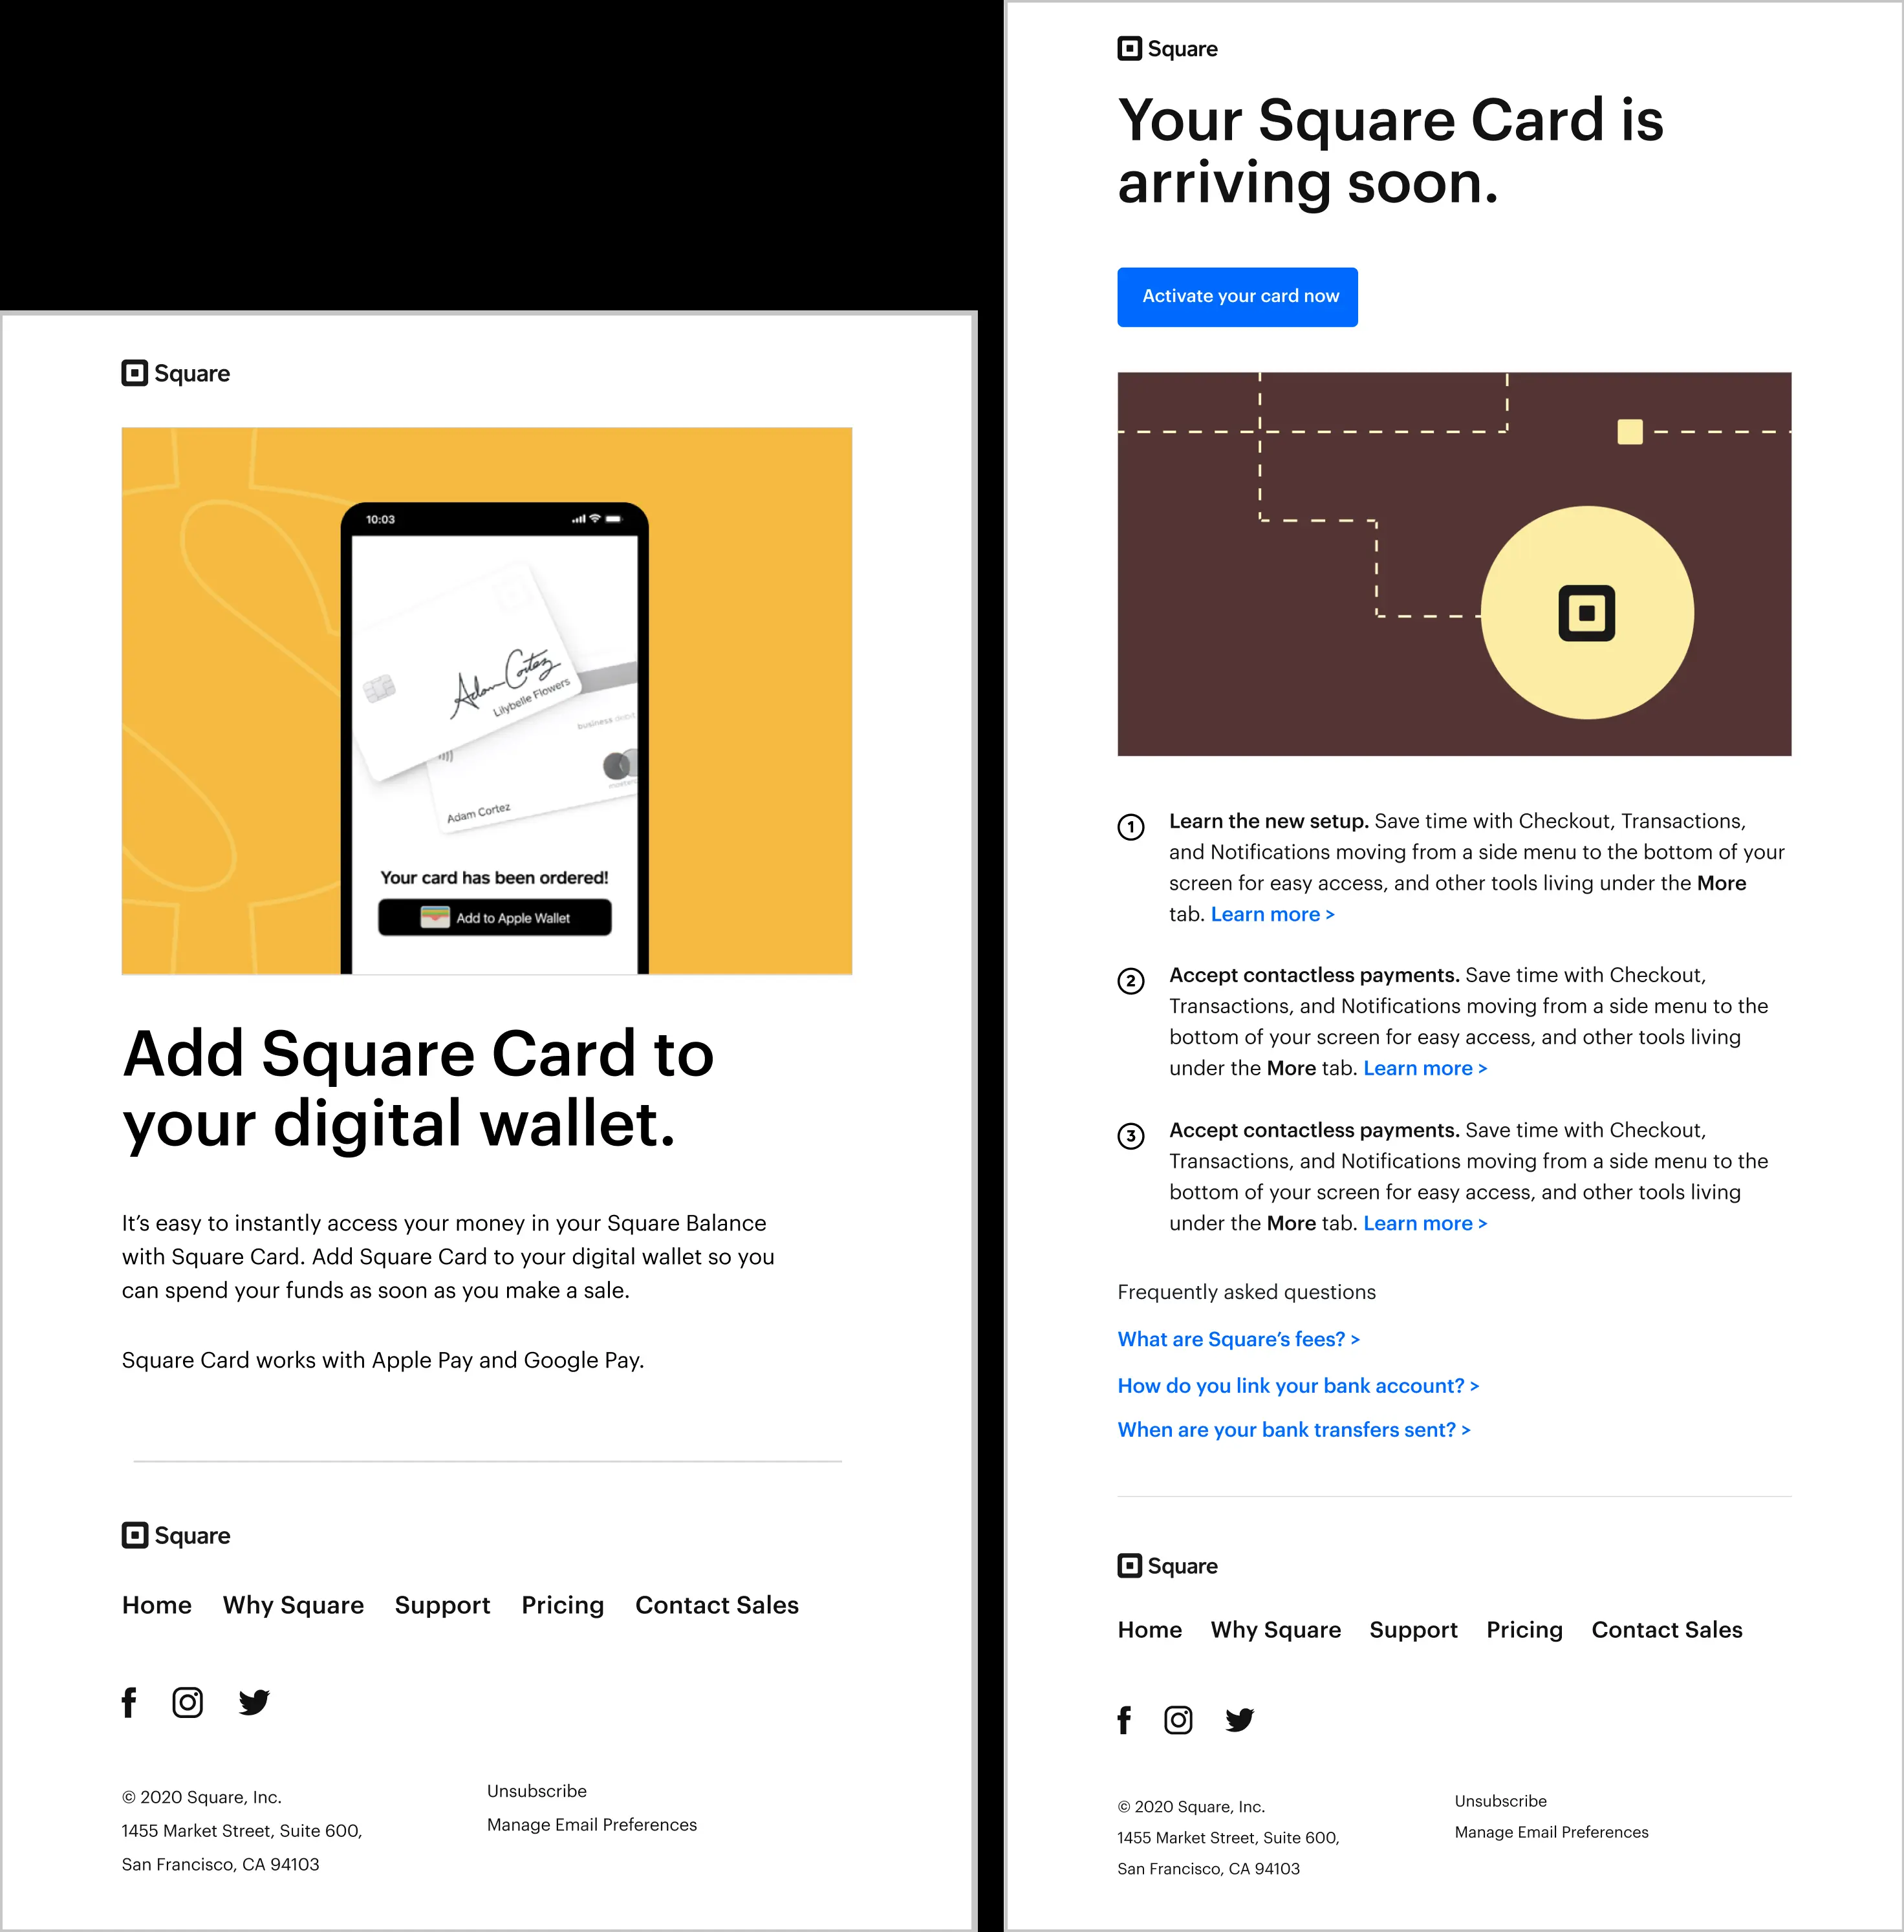 Square
10:03
Adam Cortez
Lilybelle Flowers
business debit
Adam Cortez
Your card has been ordered!
Add to Apple Wallet
Add Square Card to
your digital wallet.
It’s easy to instantly access your money in your Square Balance
with Square Card. Add Square Card to your digital wallet so you
can spend your funds as soon as you make a sale.
Square Card works with Apple Pay and Google Pay.
Square
Home Why Square Support Pricing Contact Sales
© 2020 Square, Inc.
1455 Market Street, Suite 600,
San Francisco, CA 94103
Unsubscribe
Manage Email Preferences
Square
Your Square Card is
arriving soon.
Activate your card now
1 Learn the new setup. Save time with Checkout, Transactions,
and Notifications moving from a side menu to the bottom of your
screen for easy access, and other tools living under the More
tab. Learn more >
2 Accept contactless payments. Save time with Checkout,
Transactions, and Notifications moving from a side menu to the
bottom of your screen for easy access, and other tools living
under the More tab. Learn more >
3 Accept contactless payments. Save time with Checkout,
Transactions, and Notifications moving from a side menu to the
bottom of your screen for easy access, and other tools living
under the More tab. Learn more >
Frequently asked questions
What are Square’s fees? >
How do you link your bank account? >
When are your bank transfers sent? >
Square
Home Why Square Support Pricing Contact Sales
© 2020 Square, Inc.
1455 Market Street, Suite 600,
San Francisco, CA 94103
Unsubscribe
Manage Email Preferences